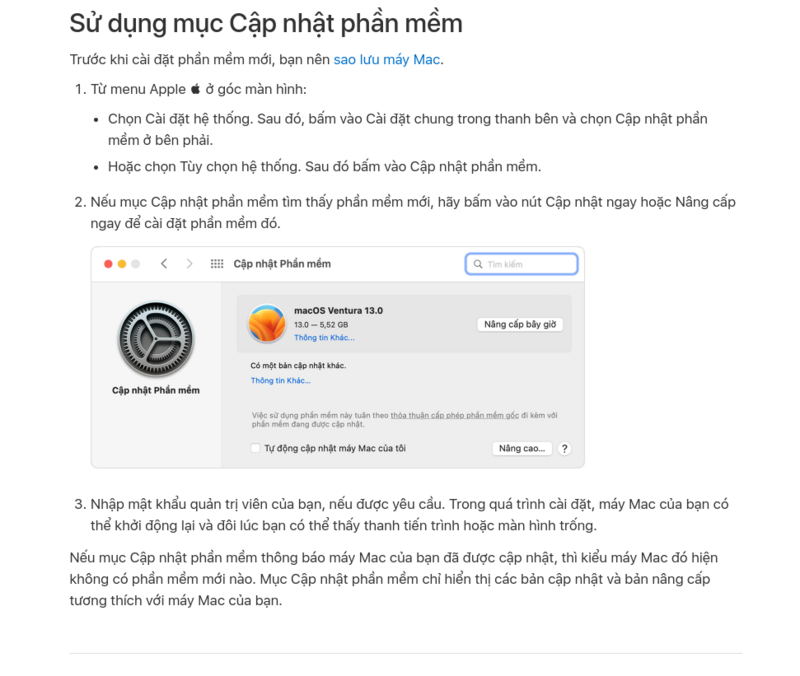 Sử dụng mục Cập nhật phần mềm
Trước khi cài đặt phần mềm mới, bạn nên sao lưu máy Mac.
1. Từ menu Apple  ở góc màn hình:
• Chọn Cài đặt hệ thống. Sau đó, bấm vào Cài đặt chung trong thanh bên và chọn Cập nhật phần
mềm ở bên phải.
• Hoặc chọn Tùy chọn hệ thống. Sau đó bấm vào Cập nhật phần mềm.
2. Nếu mục Cập nhật phần mềm tìm thấy phần mềm mới, hãy bấm vào nút Cập nhật ngay hoặc Nâng cấp
ngay để cài đặt phần mềm đó.
Cập nhật Phần mềm
Tìm kiếm
macOS Ventura 13.0
13.0 — 5,52 GB
Thông tin Khác...
Nâng cấp bây giờ
Cập nhật Phần mềm
Có một bản cập nhật khác.
Thông tin Khác...
Việc sử dụng phần mềm này tuân theo thỏa thuận cấp phép phần mềm gốc đi kèm với
phần mềm đang được cập nhật.
Tự động cập nhật máy Mac của tôi
Nâng cao...
?
3. Nhập mật khẩu quản trị viên của bạn, nếu được yêu cầu. Trong quá trình cài đặt, máy Mac của bạn có
thể khởi động lại và đôi lúc bạn có thể thấy thanh tiến trình hoặc màn hình trống.
Nếu mục Cập nhật phần mềm thông báo máy Mac của bạn đã được cập nhật, thì kiểu máy Mac đó hiện
không có phần mềm mới nào. Mục Cập nhật phần mềm chỉ hiển thị các bản cập nhật và bản nâng cấp
tương thích với máy Mac của bạn.